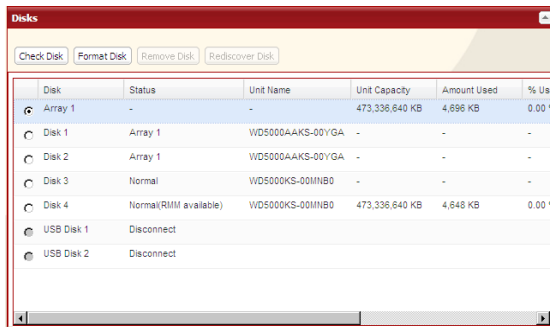 Disks
Check Disk Format Disk Remove Disk Rediscover Disk
Disk Status Unit Name Unit Capacity Amount Used % Us
Array 1 - - 473,336,640 KB 4,696 KB 0.00 %
Disk 1 Array 1 WD5000AAKS-00YGA - - -
Disk 2 Array 1 WD5000AAKS-00YGA - - -
Disk 3 Normal WD5000KS-00MNB0 - - -
Disk 4 Normal(RMM available) WD5000KS-00MNB0 473,336,640 KB 4,648 KB 0.00 %
USB Disk 1 Disconnect
USB Disk 2 Disconnect